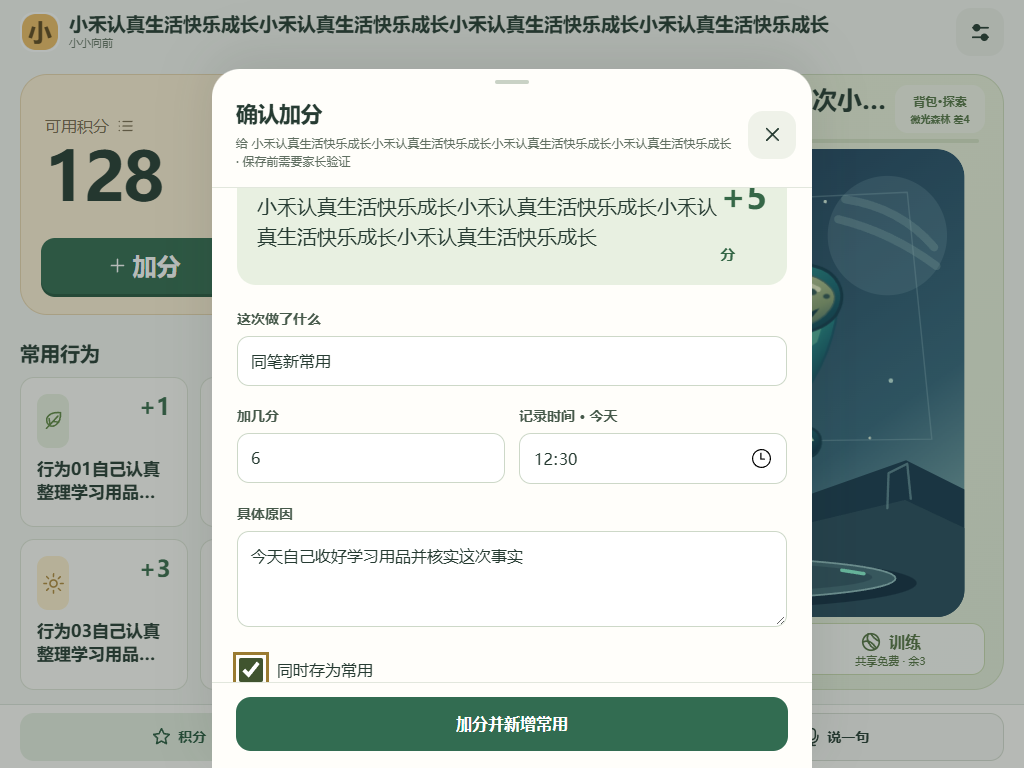 小
小禾认真生活快乐成长小禾认真生活快乐成长小禾认真生活快乐成长小禾认真生活快乐成长
小小向前
可用积分
128
+ 加分
次小...
背包·探索
微光森林 差4
常用行为
+1
行为01自己认真
整理学习用品...
+3
行为03自己认真
整理学习用品...
训练
共享免费 · 余3
积分
说一句
确认加分
给 小禾认真生活快乐成长小禾认真生活快乐成长小禾认真生活快乐成长小禾认真生活快乐成长
· 保存前需要家长验证
小禾认真生活快乐成长小禾认真生活快乐成长小禾认
真生活快乐成长小禾认真生活快乐成长
+5
分
这次做了什么
同笔新常用
加几分
记录时间 • 今天
6
12:30
具体原因
今天自己收好学习用品并核实这次事实
同时存为常用
加分并新增常用